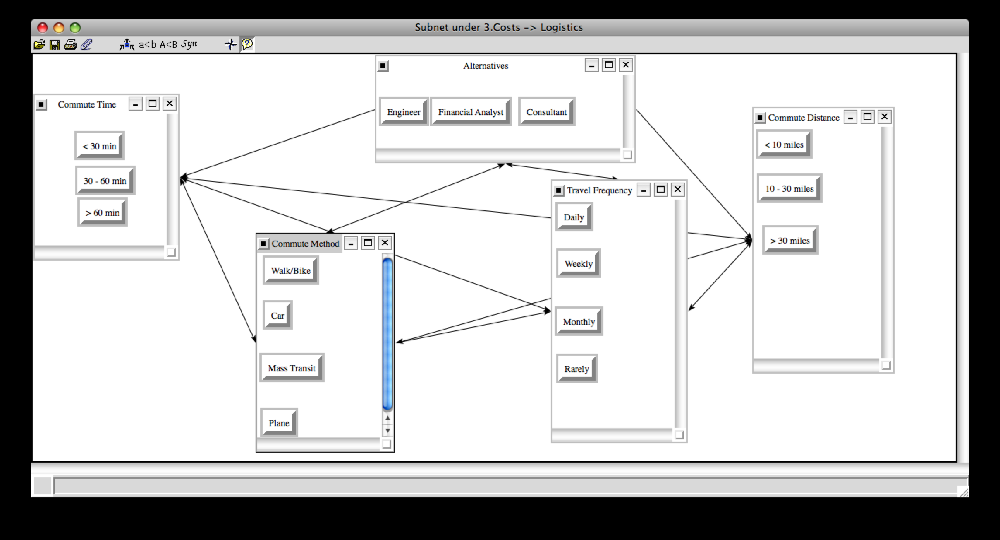 Subnet under 3.Costs -> Logistics
a<b A<B Syn
Alternatives
Engineer
Financial Analyst
Consultant
Commute Time
< 30 min
30 - 60 min
> 60 min
Commute Method
Walk/Bike
Car
Mass Transit
Plane
Travel Frequency
Daily
Weekly
Monthly
Rarely
Commute Distance
< 10 miles
10 - 30 miles
> 30 miles